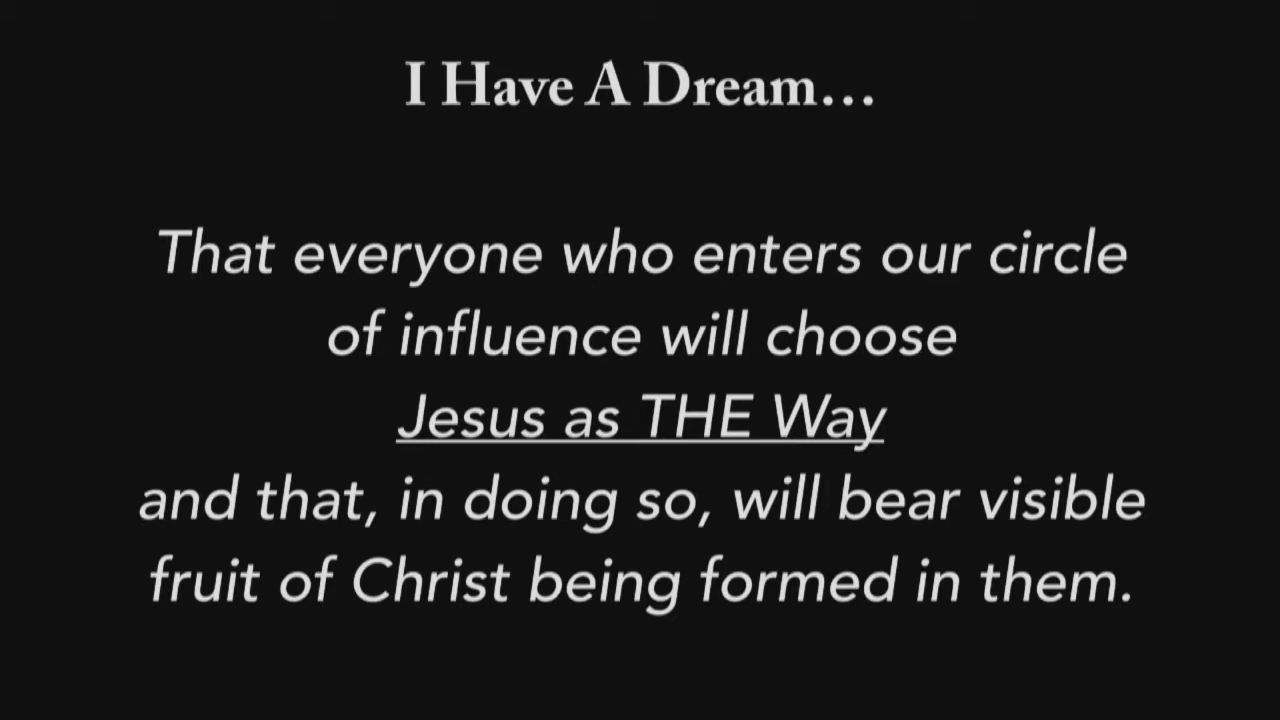 I Have A Dream...
That everyone who enters our circle
of influence will choose
Jesus as THE Way
and that, in doing so, will bear visible
fruit of Christ being formed in them.